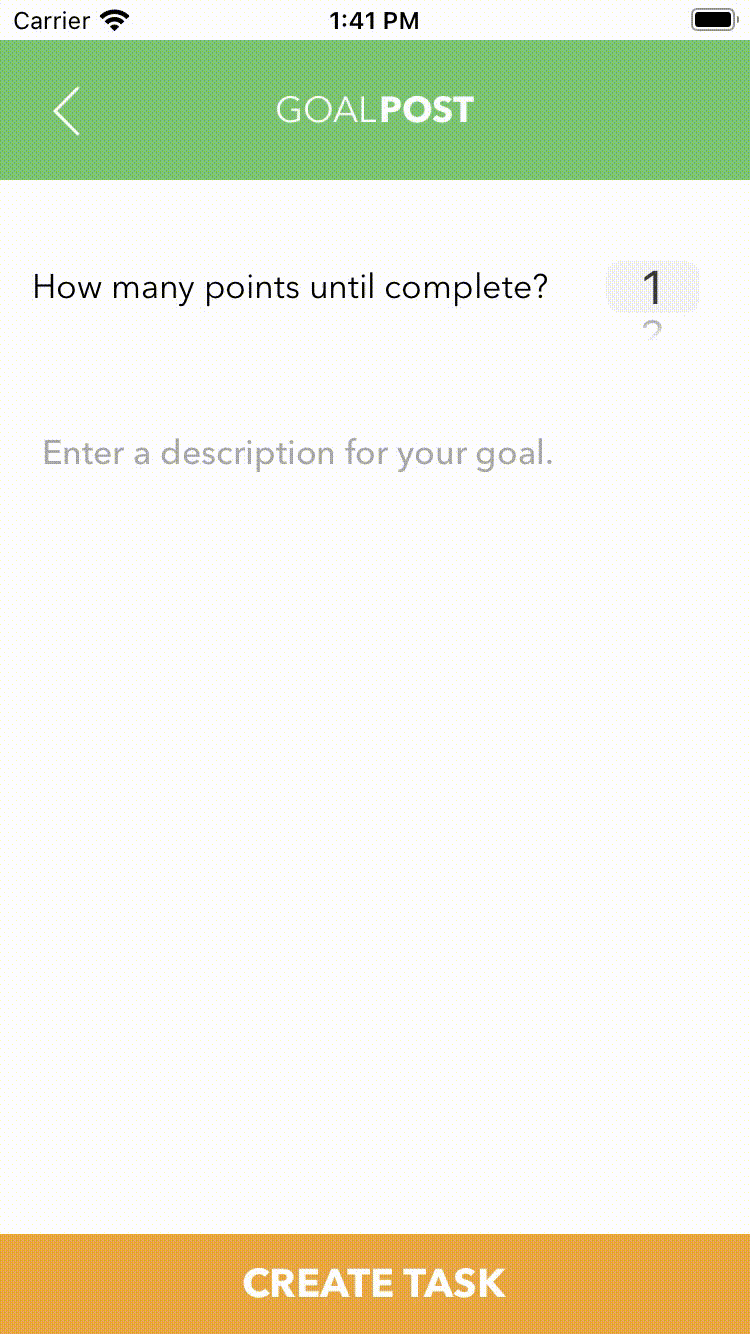 Carrier 1:41 PM
GOALPOST
How many points until complete? 1
2
Enter a description for your goal.
CREATE TASK